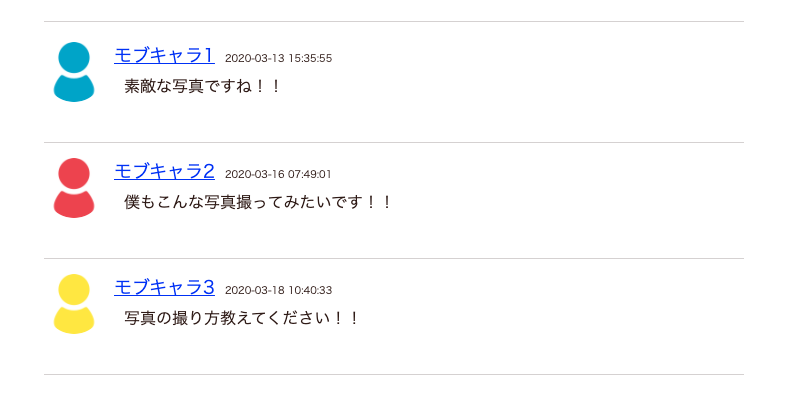 モブキャラ1 2020-03-13 15:35:55
素敵な写真ですね！！
モブキャラ2 2020-03-16 07:49:01
僕もこんな写真撮ってみたいです！！
モブキャラ3 2020-03-18 10:40:33
写真の撮り方教えてください！！